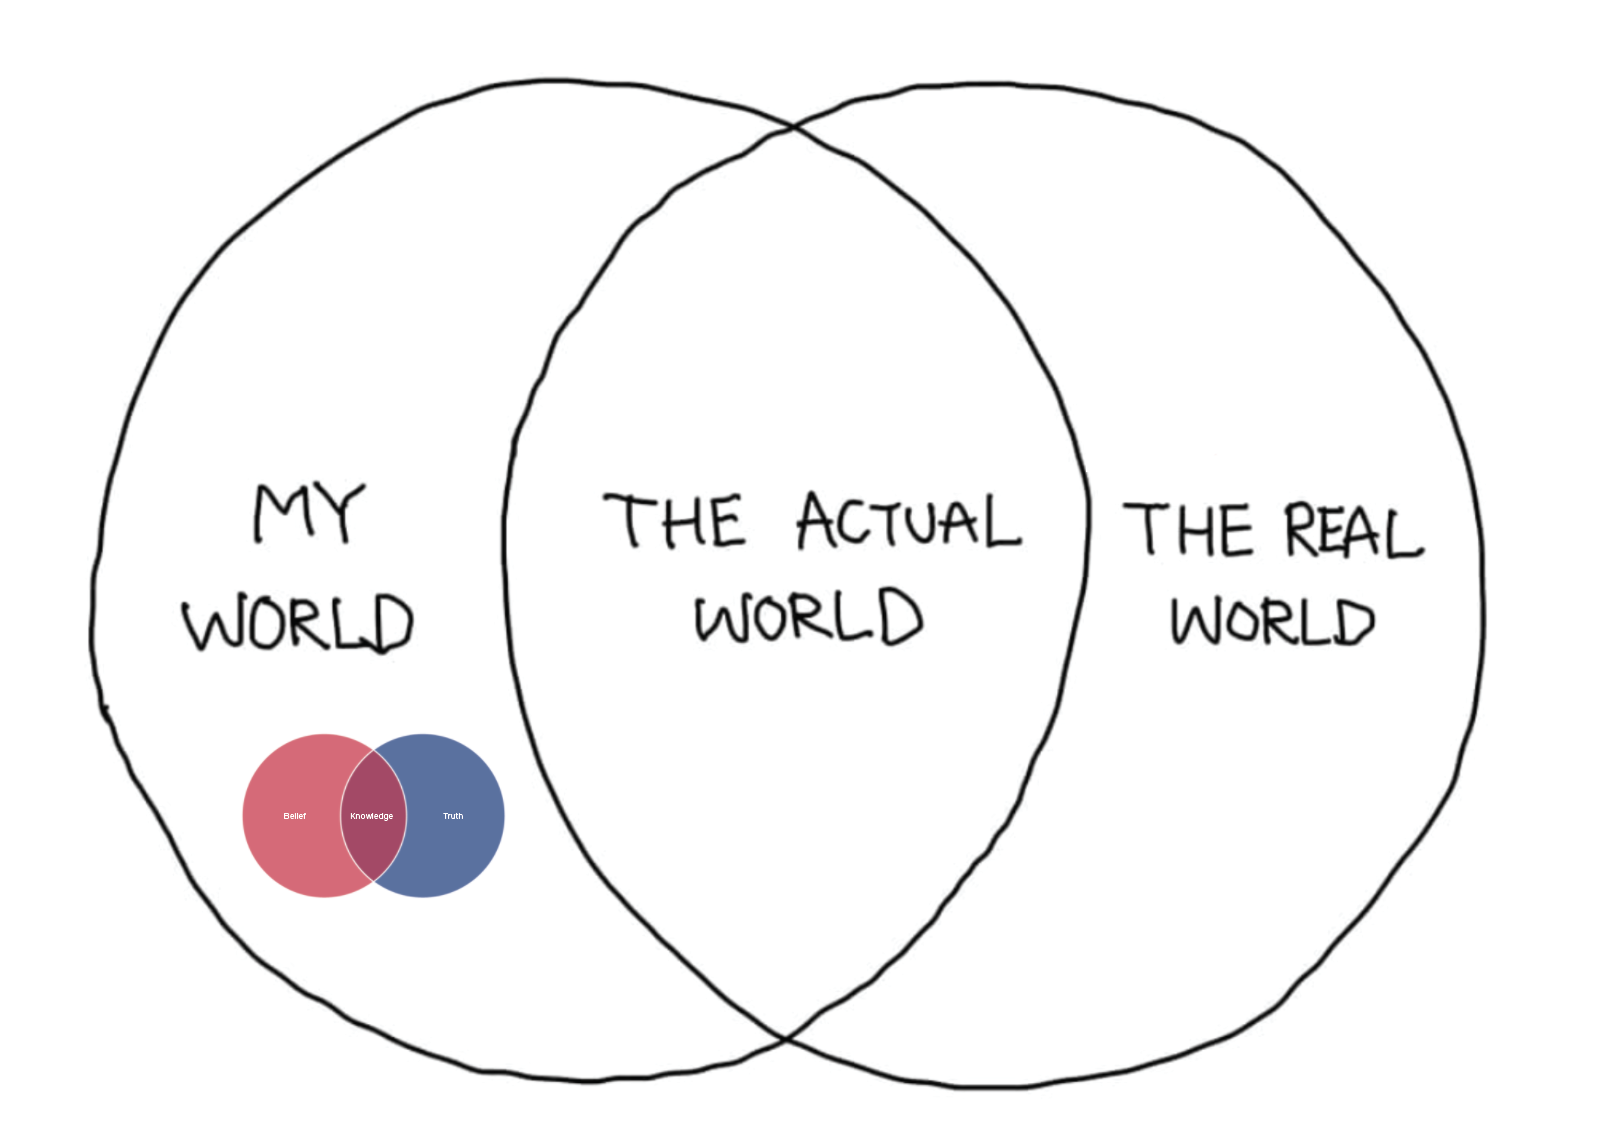 MY
WORLD
THE ACTUAL
WORLD
THE REAL
WORLD
Belief
Knowledge
Truth